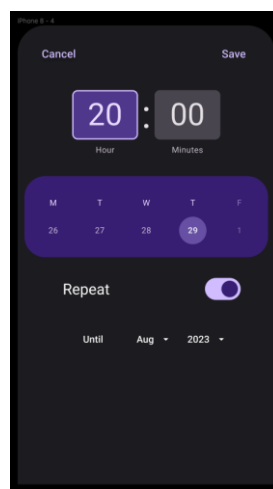 iPhone 8 - 4
Cancel Save
20 : 00
Hour Minutes
M T W T F
26 27 28 29 1
Repeat
Until Aug 2023